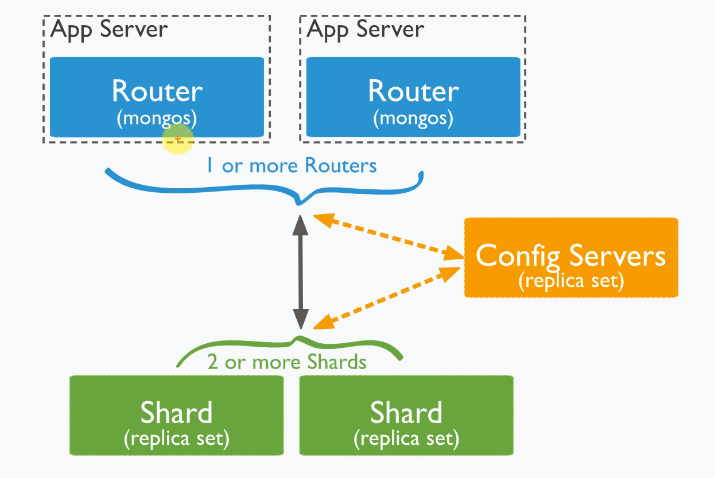 App Server
App Server
Router
(mongos)
Router
(mongos)
1 or more Routers
Config Servers
(replica set)
2 or more Shards
Shard
(replica set)
Shard
(replica set)